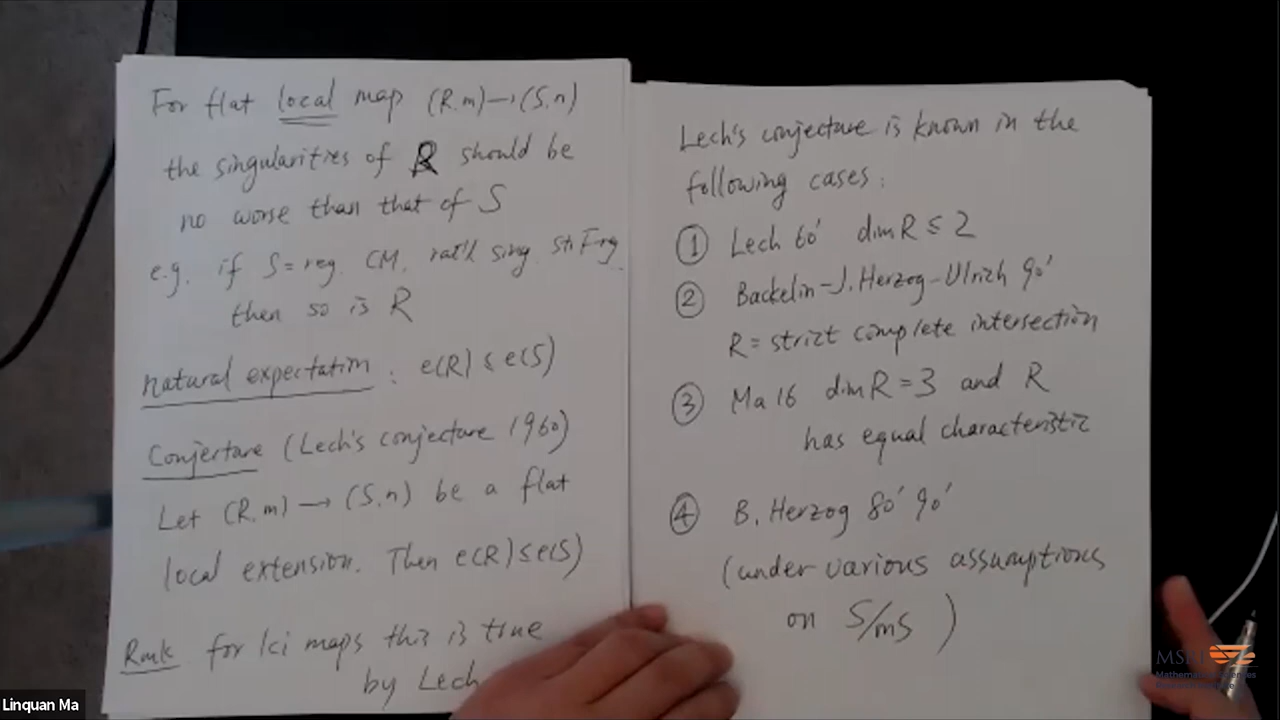 For flat local map (R,m)→(S,n)
the singularities of R should be
no worse than that of S
e.g. if S = reg. CM. rat'l sing. str F-reg.
then so is R
natural expectation : e(R) ≤ e(S)
Conjecture (Lech's conjecture 1960)
Let (R,m) → (S,n) be a flat
local extension. Then e(R) ≤ e(S)
Rmk for lci maps this is true
by Lech
Lech's conjecture is known in the
following cases :
① Lech 60' dim R ≤ 2
② Backelin-J.Herzog-Ulrich 90'
R = strict complete intersection
③ Ma 16 dim R = 3 and R
has equal characteristic
④ B. Herzog 80' 90'
(under various assumptions
on S/mS )
Linquan Ma